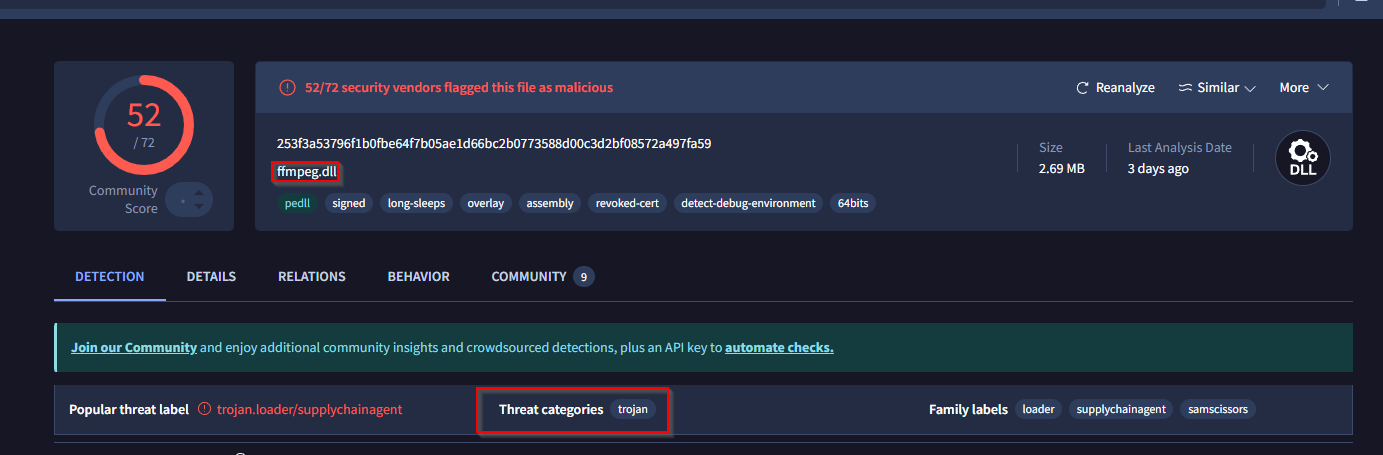 52
/ 72
Community Score
-
52/72 security vendors flagged this file as malicious
Reanalyze
Similar
More
253f3a53796f1b0fbe64f7b05ae1d66bc2b0773588d00c3d2bf08572a497fa59
ffmpeg.dll
pedll signed long-sleeps overlay assembly revoked-cert detect-debug-environment 64bits
Size
2.69 MB
Last Analysis Date
3 days ago
DLL
DETECTION DETAILS RELATIONS BEHAVIOR COMMUNITY 9
Join our Community and enjoy additional community insights and crowdsourced detections, plus an API key to automate checks.
Popular threat label trojan.loader/supplychainagent Threat categories trojan Family labels loader supplychainagent samscissors